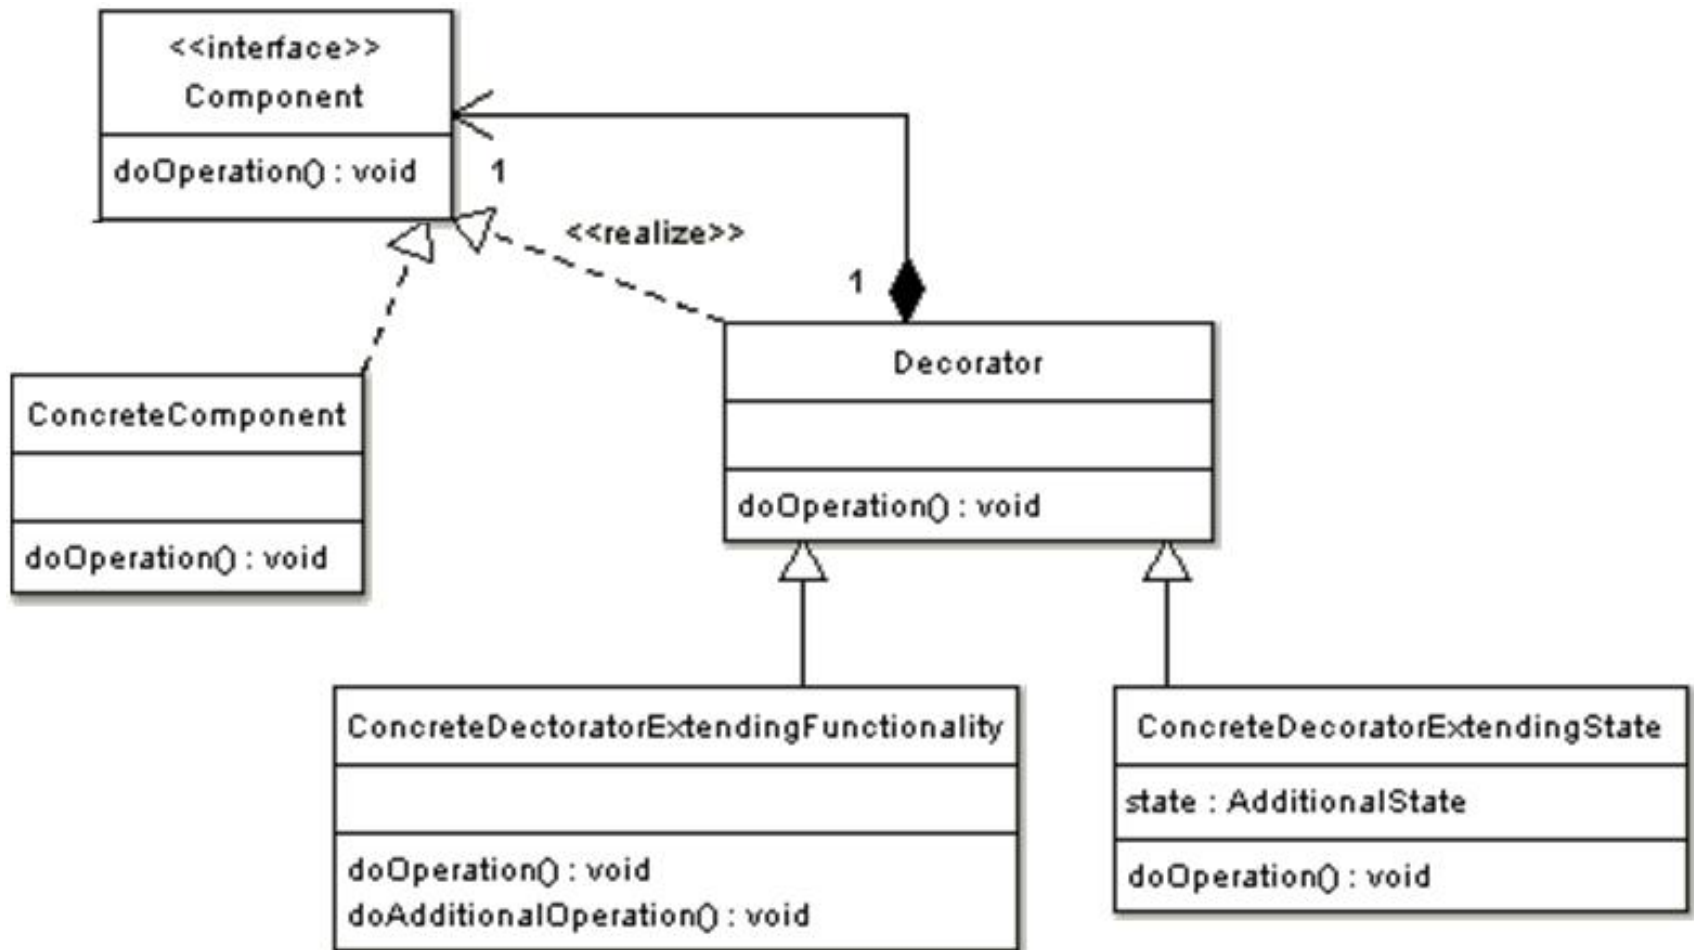 <<interface>>
Component
doOperation() : void
1
<<realize>>
1
Decorator
doOperation() : void
ConcreteComponent
doOperation() : void
ConcreteDectoratorExtendingFunctionality
doOperation() : void
doAdditionalOperation() : void
ConcreteDecoratorExtendingState
state : AdditionalState
doOperation() : void